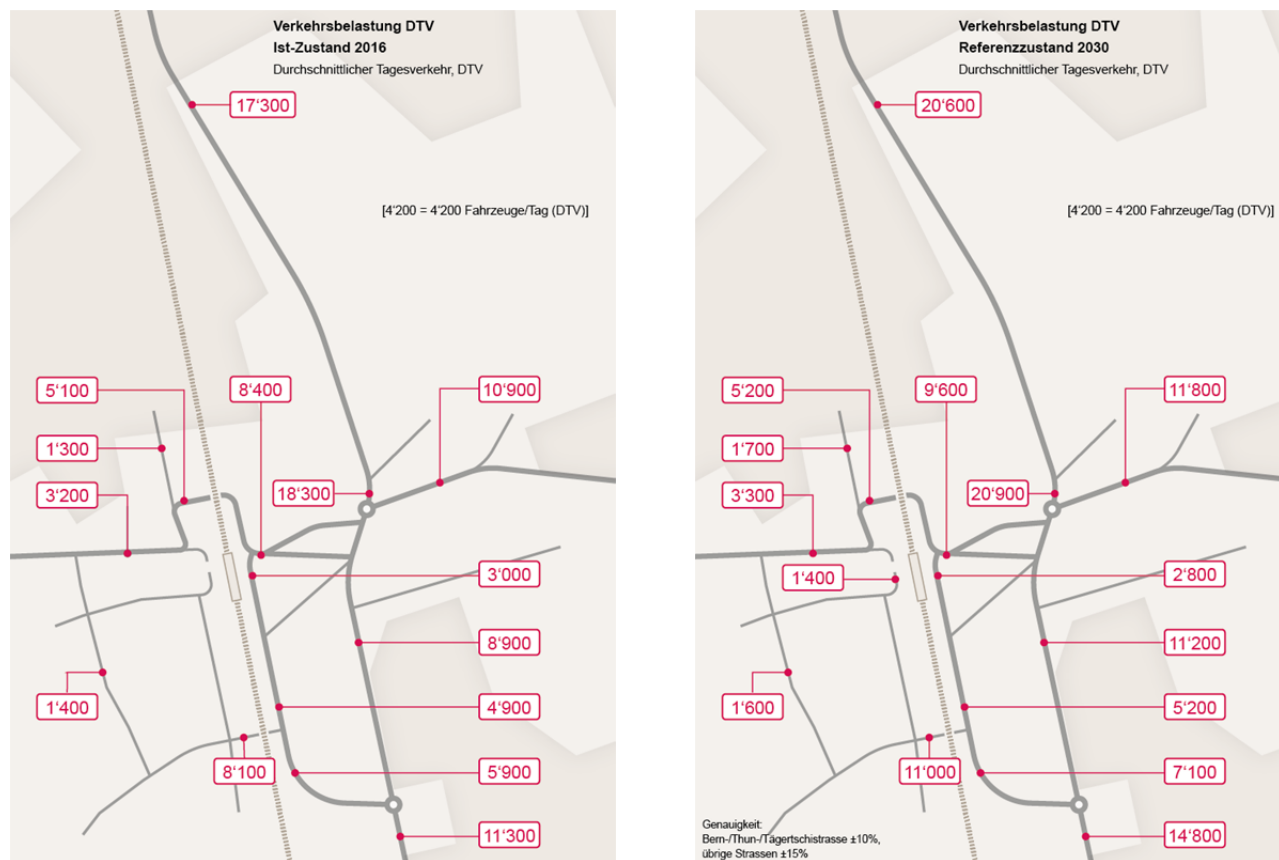 Verkehrsbelastung DTV
Ist-Zustand 2016
Durchschnittlicher Tagesverkehr, DTV
17‘300
[4‘200 = 4‘200 Fahrzeuge/Tag (DTV)]
5‘100
8‘400
10‘900
1‘300
3‘200
18‘300
3‘000
8‘900
1‘400
4‘900
8‘100
5‘900
11‘300
Verkehrsbelastung DTV
Referenzzustand 2030
Durchschnittlicher Tagesverkehr, DTV
20‘600
[4‘200 = 4‘200 Fahrzeuge/Tag (DTV)]
5‘200
9‘600
11‘800
1‘700
3‘300
20‘900
1‘400
2‘800
11‘200
1‘600
5‘200
11‘000
7‘100
14‘800
Genauigkeit:
Bern-/Thun-/Tägertschistrasse ±10%,
übrige Strassen ±15%